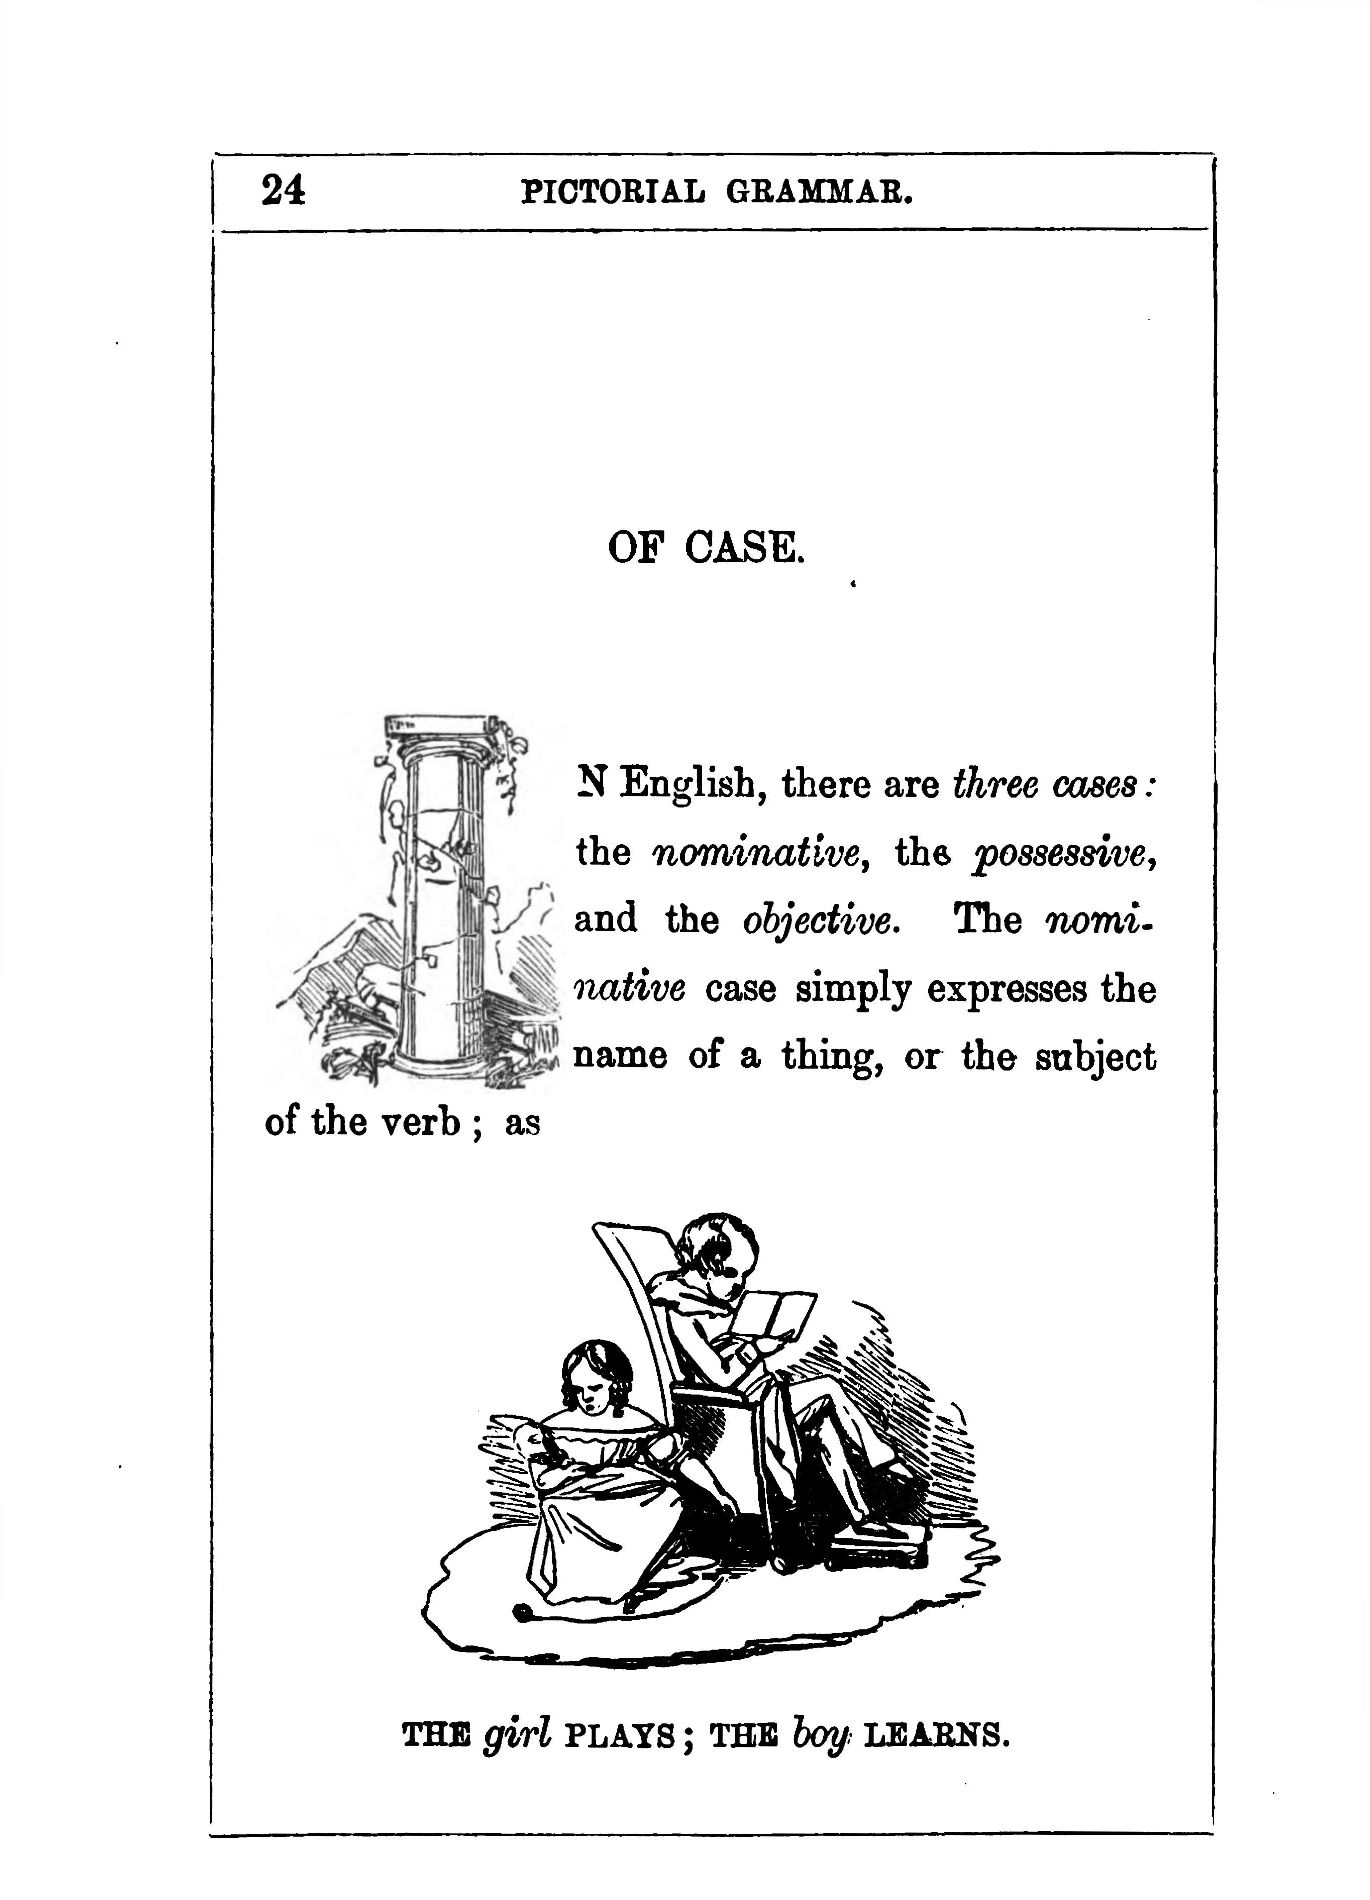 24 PICTORIAL GRAMMAR.
OF CASE.
IN English, there are three cases:
the nominative, the possessive,
and the objective. The nomi-
native case simply expresses the
name of a thing, or the subject
of the verb; as
THE girl PLAYS; THE boy LEARNS.